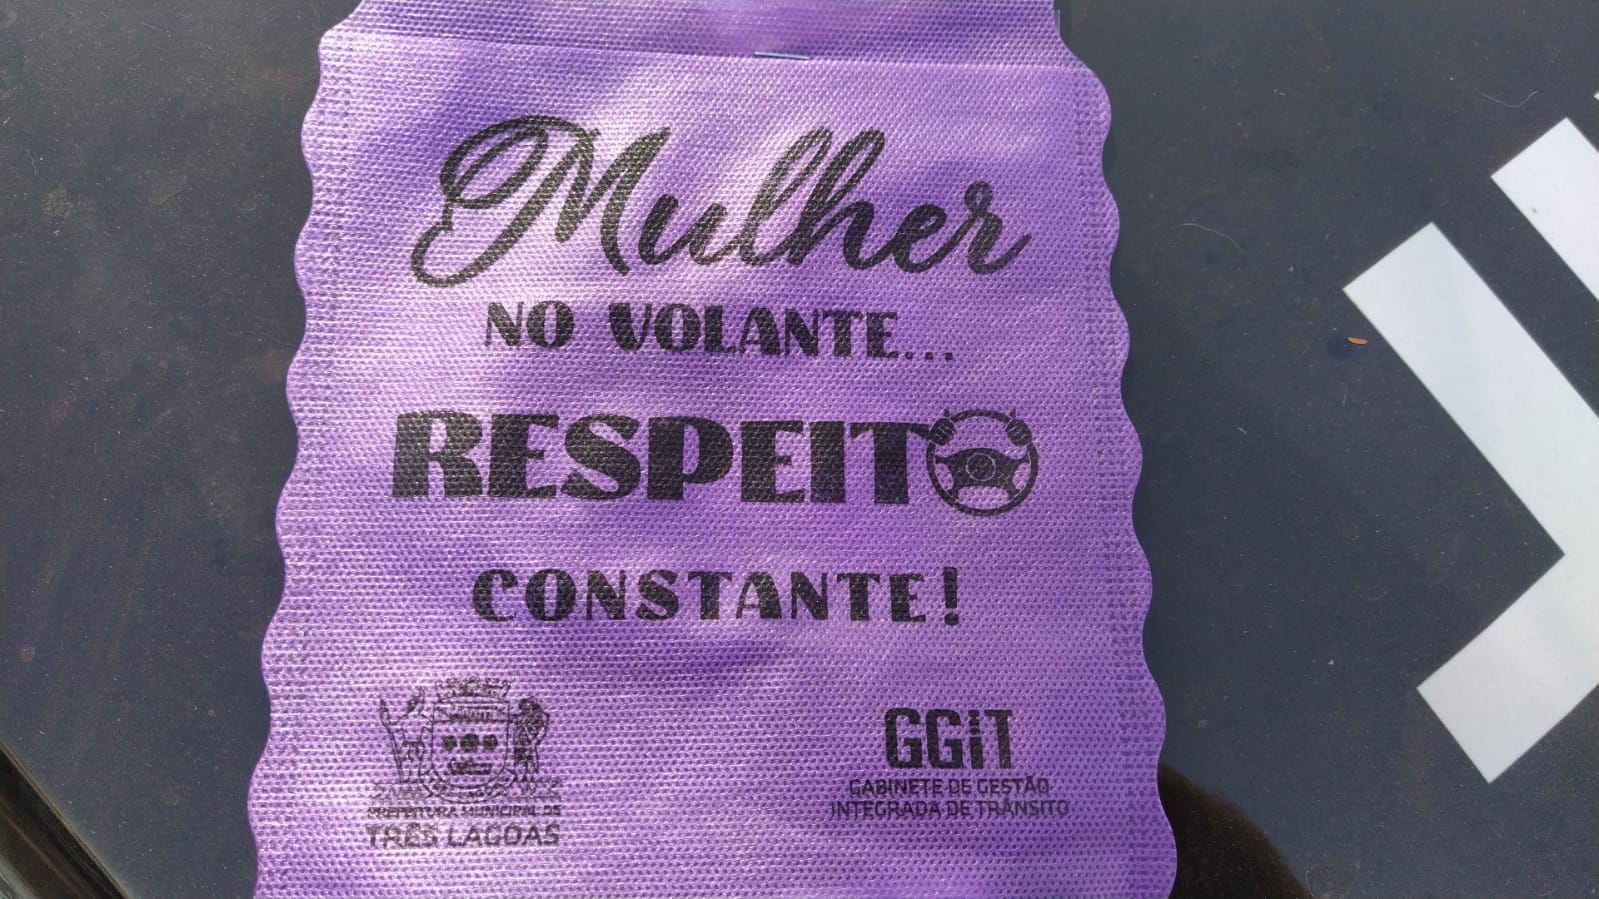 Mulher
NO VOLANTE...
RESPEITO
CONSTANTE!
PREFEITURA MUNICIPAL DE
TRÊS LAGOAS
GGiT
GABINETE DE GESTÃO
INTEGRADA DE TRÂNSITO